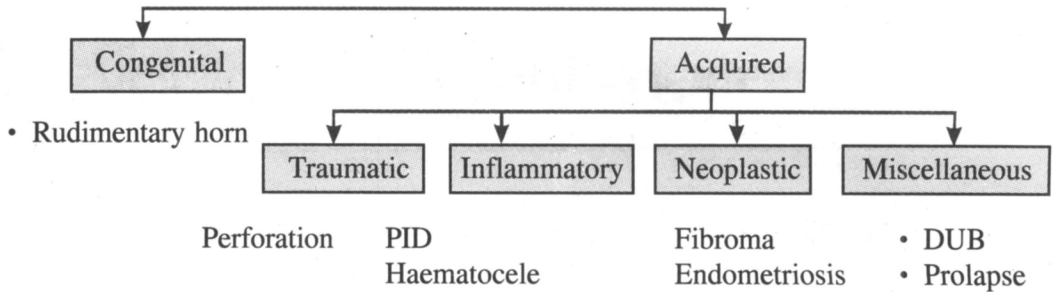 Congenital
Acquired
• Rudimentary horn
Traumatic
Inflammatory
Neoplastic
Miscellaneous
Perforation
PID
Haematocele
Fibroma
Endometriosis
• DUB
• Prolapse